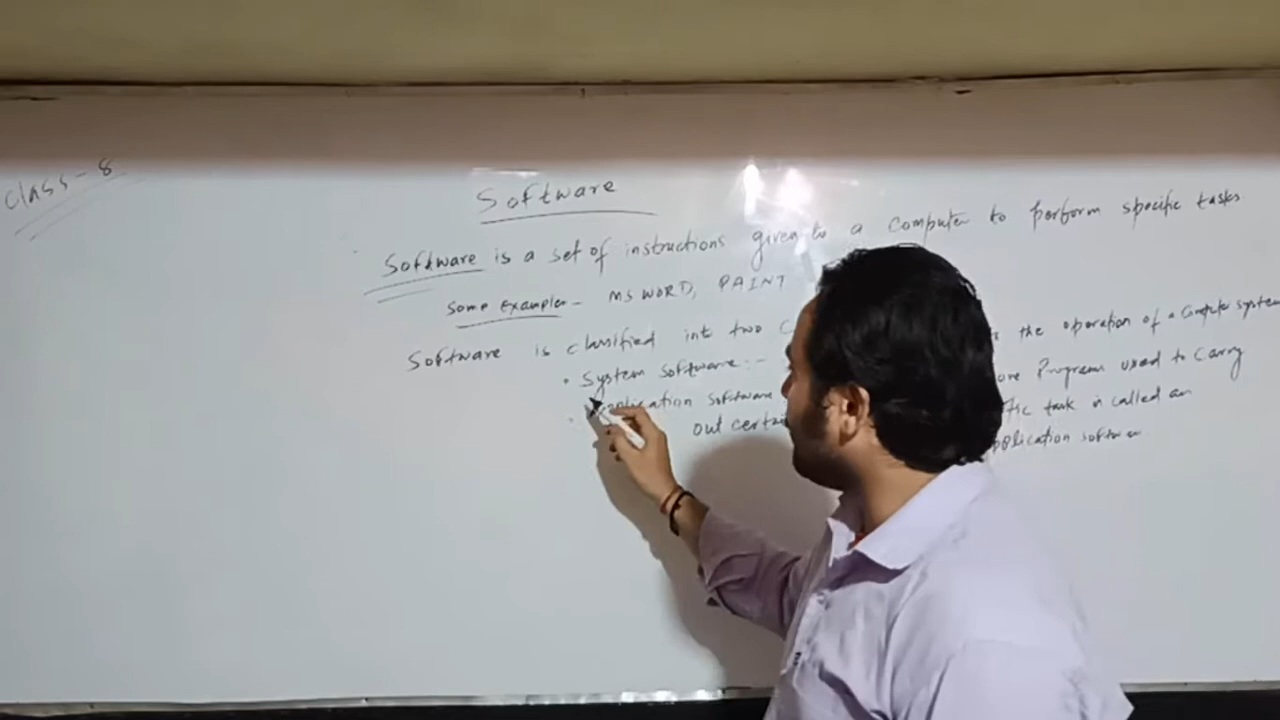 Class-8
Software
Software is a set of instructions given to a computer to perform specific tasks
Some Examples - MS WORD, PAINT
Software is classified into two
System Software :- the operation of a Computer system
Application Software Programs used to carry
out certain task is called an
application software